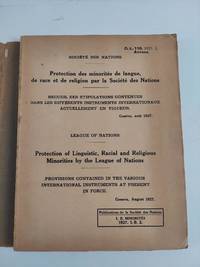 SOCIÉTÉ DES NATIONS
C.L.110. 1927. I.
Annexe.
Protection des minorités de langue,
de race et de religion par la Société des Nations
RECUEIL DES STIPULATIONS CONTENUES
DANS LES DIFFÉRENTS INSTRUMENTS INTERNATIONAUX
ACTUELLEMENT EN VIGUEUR.
Genève, août 1927.
LEAGUE OF NATIONS
Protection of Linguistic, Racial and Religious
Minorities by the League of Nations
PROVISIONS CONTAINED IN THE VARIOUS
INTERNATIONAL INSTRUMENTS AT PRESENT
IN FORCE.
Geneva, August 1927.
Publications de la Société des Nations
I. B. MINORITÉS
1927. I. B. 2.